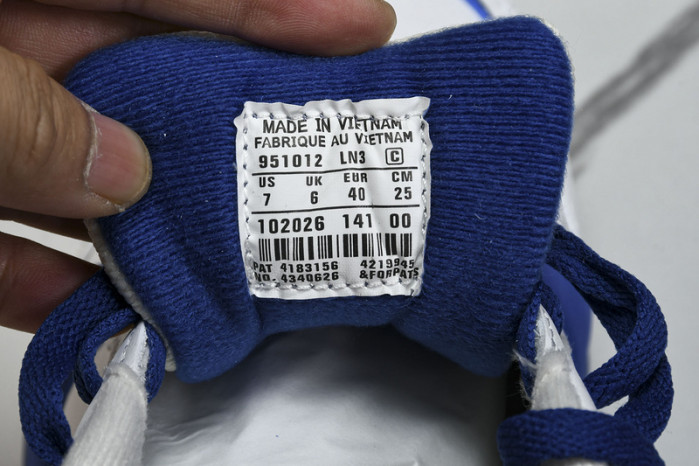 MADE IN VIETNAM
FABRIQUE AU VIETNAM
951012 LN3 C
US UK EUR CM
7 6 40 25
102026 141 00
PAT 4183156 4219945
NO. 4340626 &FORPATS